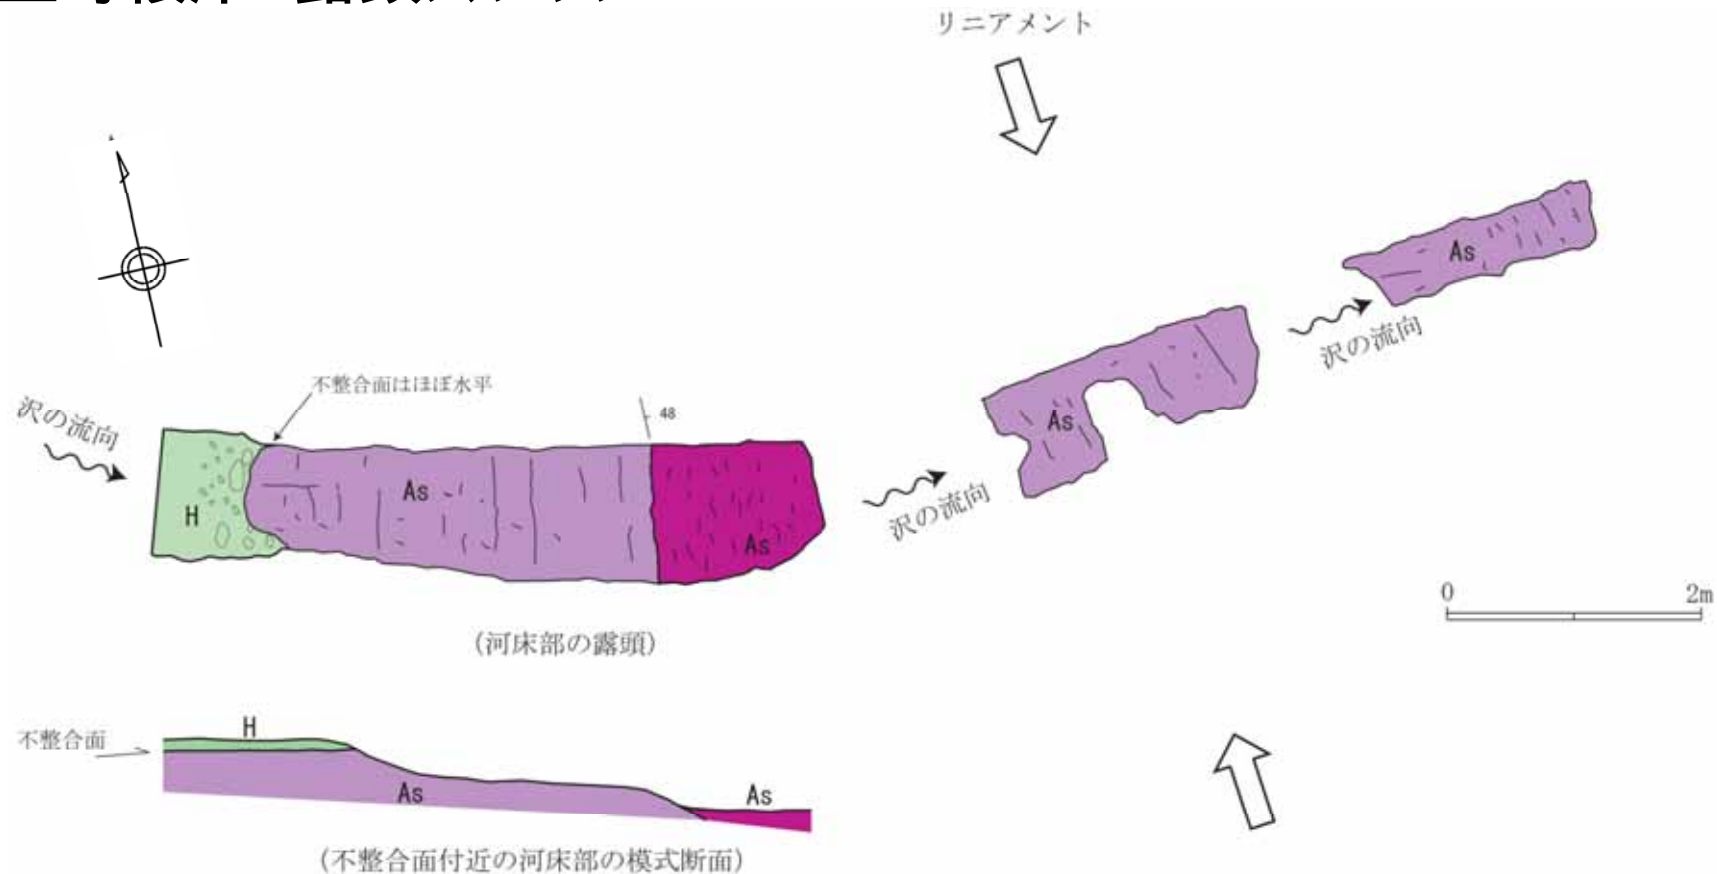 リニアメント
不整合面はほぼ水平
48
沢の流向
沢の流向
沢の流向
As
As
As
As
H
(河床部の露頭)
0 2m
H
不整合面
As
As
(不整合面付近の河床部の模式断面)